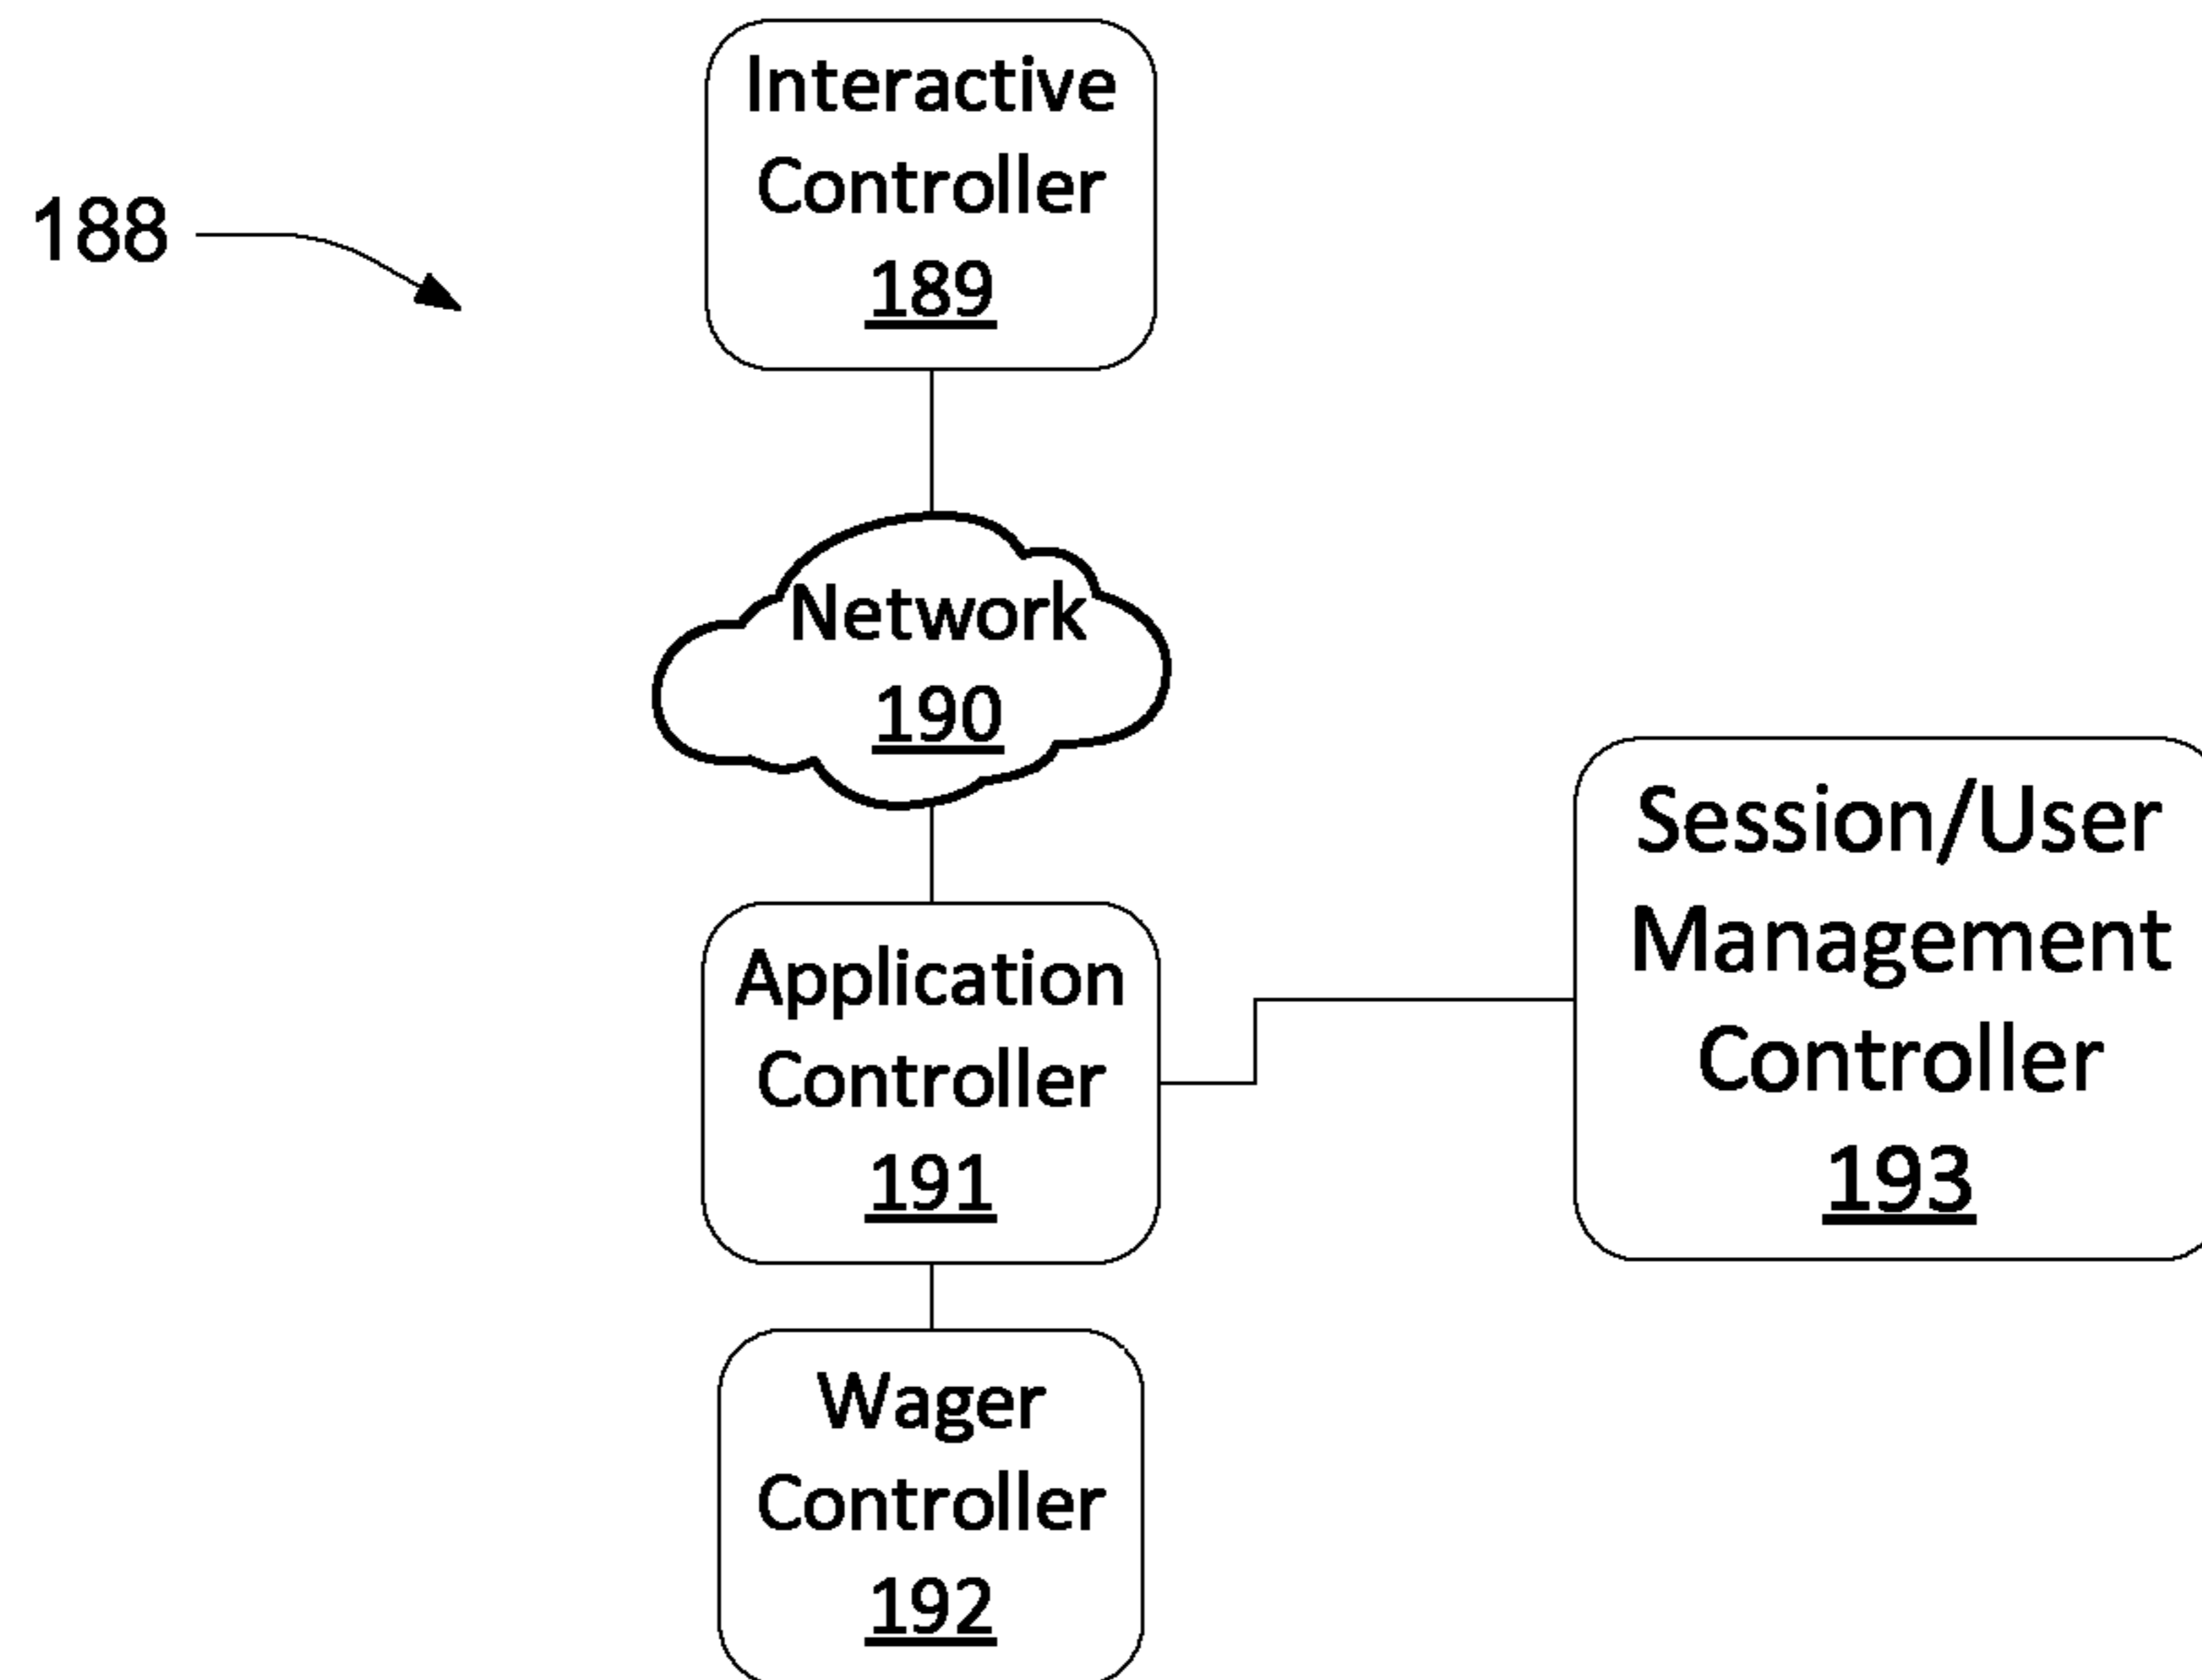 Interactive
Controller
189
188
Network
190
Application
Controller
191
Session/User
Management
Controller
193
Wager
Controller
192